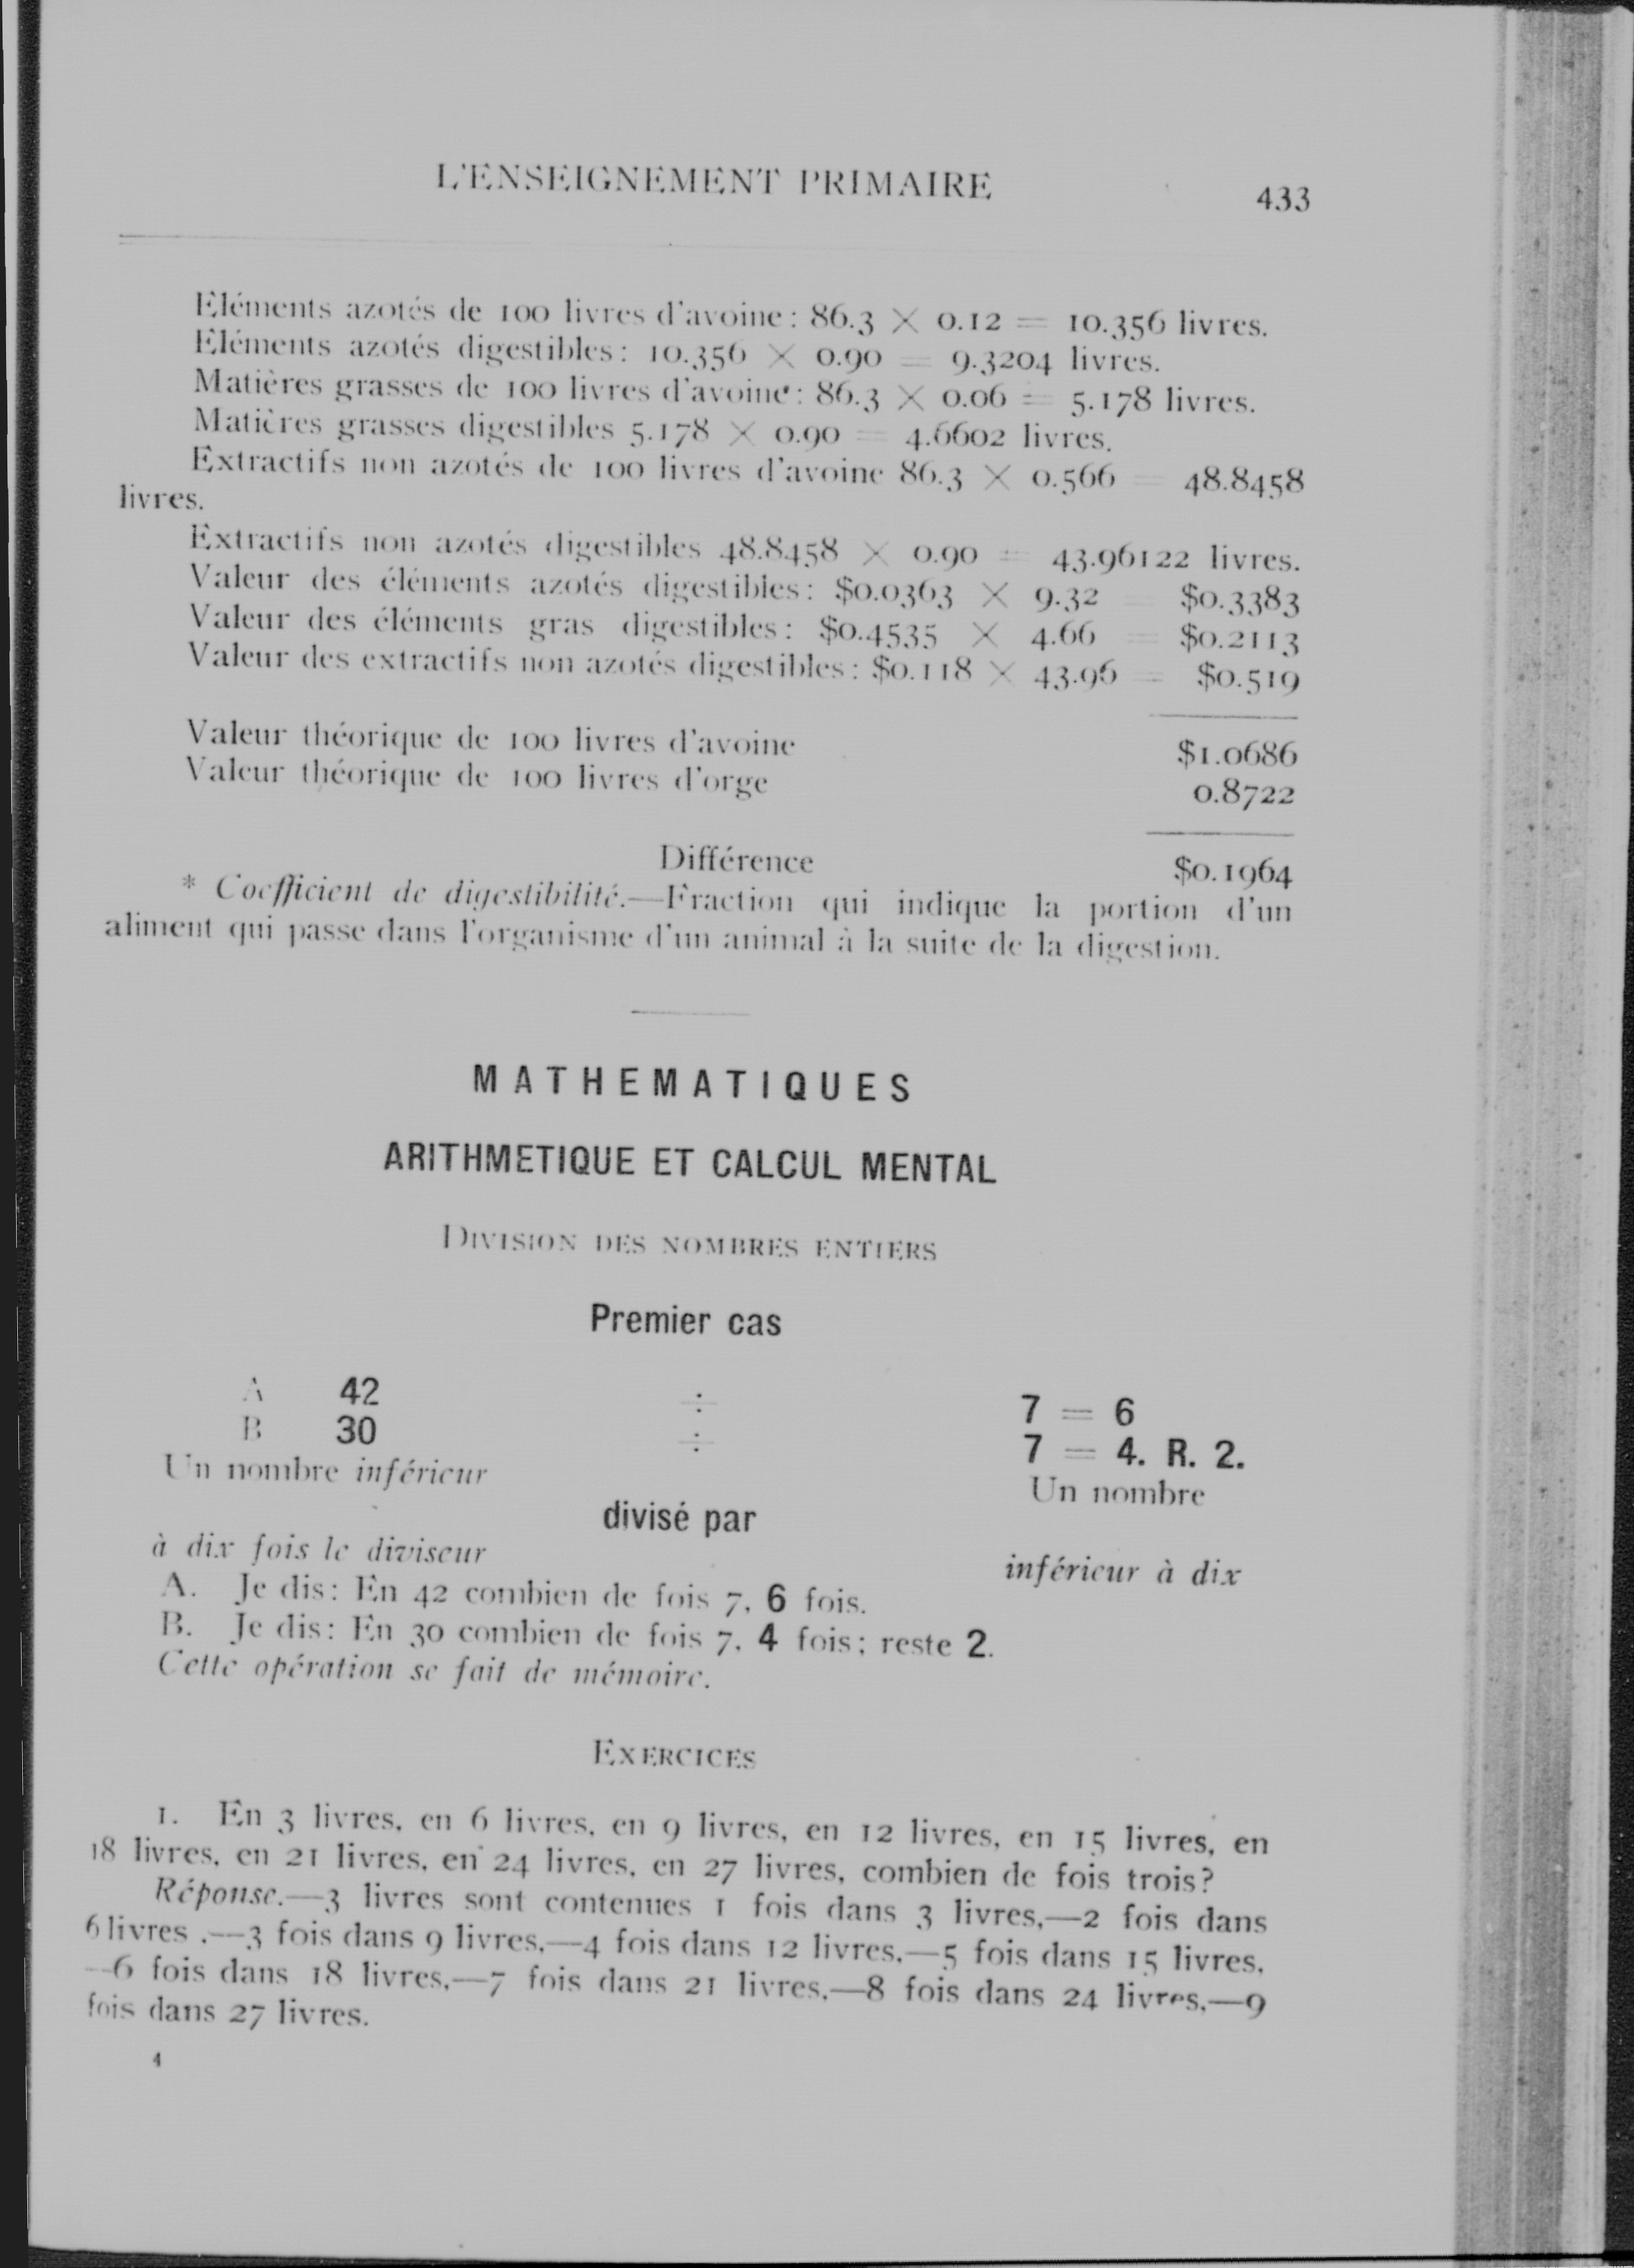 L'ENSEIGNEMENT PRIMAIRE 433
Eléments azotés de 100 livres d'avoine: 86.3 × 0.12 = 10.356 livres.
Eléments azotés digestibles: 10.356 × 0.90 = 9.3204 livres.
Matières grasses de 100 livres d'avoine: 86.3 × 0.06 = 5.178 livres.
Matières grasses digestibles 5.178 × 0.90 = 4.6602 livres.
Extractifs non azotés de 100 livres d'avoine 86.3 × 0.566 = 48.8458
livres.
Extractifs non azotés digestibles 48.8458 × 0.90 = 43.96122 livres.
Valeur des éléments azotés digestibles: $0.0363 × 9.32 = $0.3383
Valeur des éléments gras digestibles: $0.4535 × 4.66 = $0.2113
Valeur des extractifs non azotés digestibles: $0.118 × 43.96 = $0.519
Valeur théorique de 100 livres d'avoine $1.0686
Valeur théorique de 100 livres d'orge 0.8722
Différence $0.1964
* Coefficient de digestibilité.—Fraction qui indique la portion d'un
aliment qui passe dans l'organisme d'un animal à la suite de la digestion.
MATHEMATIQUES
ARITHMETIQUE ET CALCUL MENTAL
DIVISION DES NOMBRES ENTIERS
Premier cas
A 42 ÷ 7 = 6
B 30 ÷ 7 = 4. R. 2.
Un nombre inférieur Un nombre
divisé par
à dix fois le diviseur inférieur à dix
A. Je dis: En 42 combien de fois 7, 6 fois.
B. Je dis: En 30 combien de fois 7, 4 fois; reste 2.
Cette opération se fait de mémoire.
EXERCICES
1. En 3 livres, en 6 livres, en 9 livres, en 12 livres, en 15 livres, en
18 livres, en 21 livres, en 24 livres, en 27 livres, combien de fois trois?
Réponse.—3 livres sont contenues 1 fois dans 3 livres,—2 fois dans
6 livres .—3 fois dans 9 livres,—4 fois dans 12 livres,—5 fois dans 15 livres,
—6 fois dans 18 livres,—7 fois dans 21 livres,—8 fois dans 24 livres,—9
fois dans 27 livres.
4